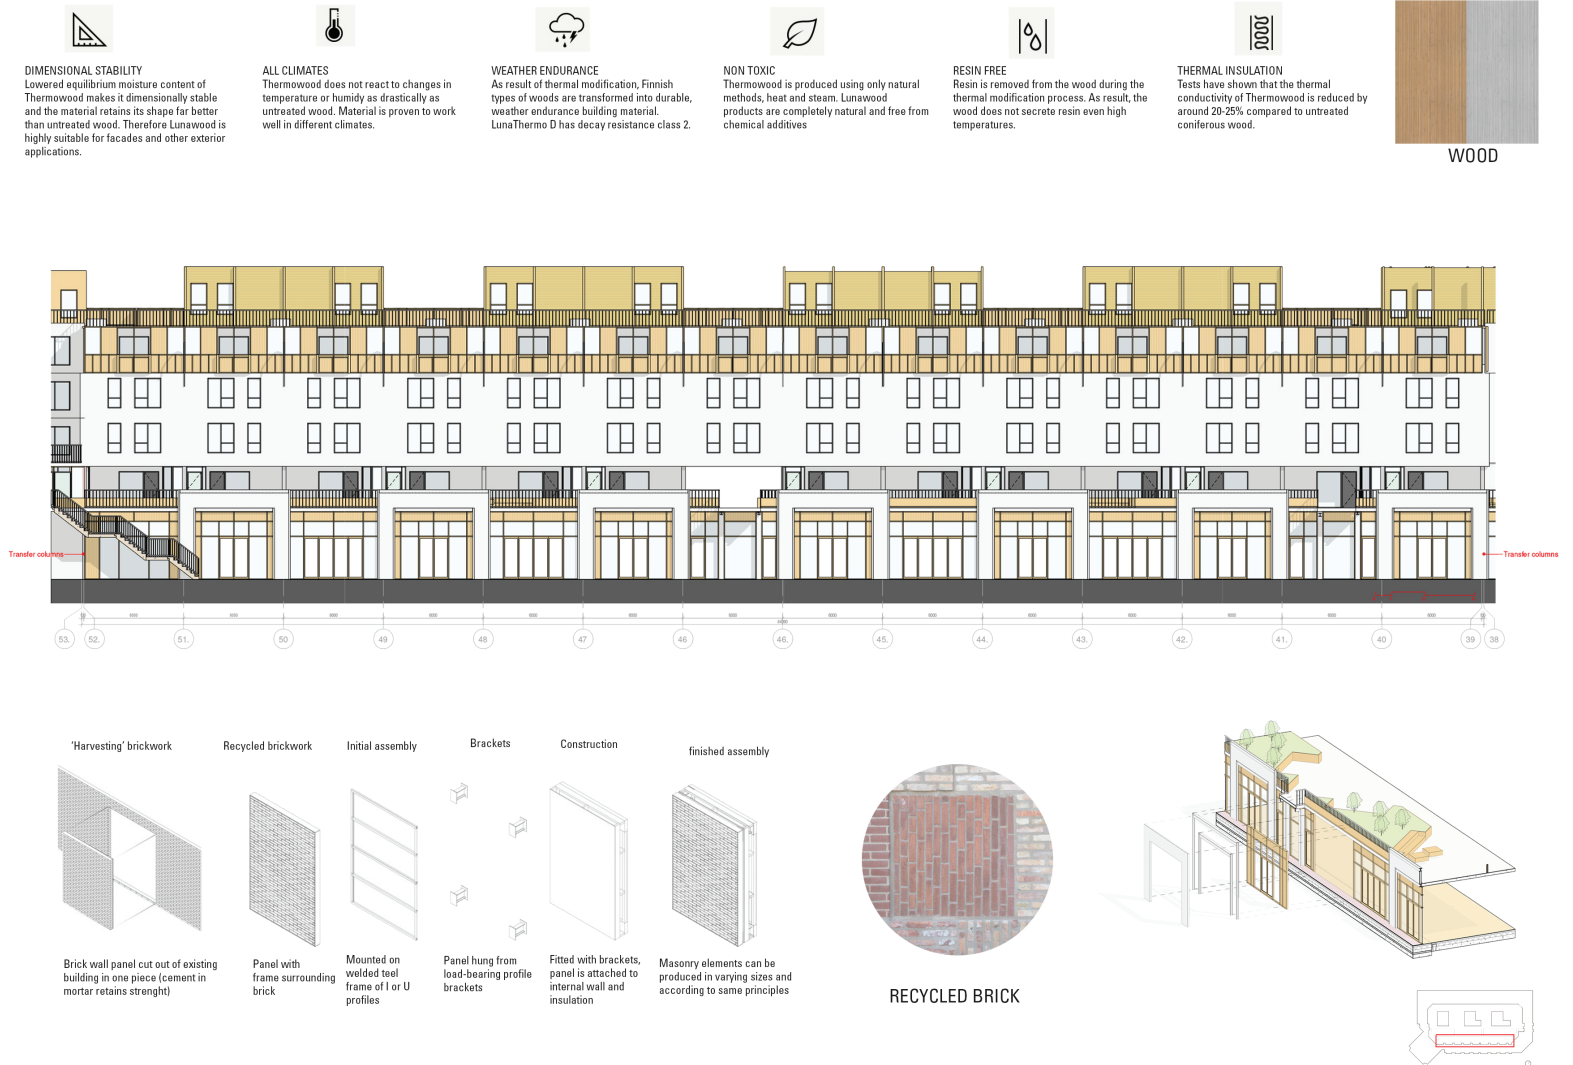 DIMENSIONAL STABILITY
Lowered equilibrium moisture content of
Thermowood makes it dimensionally stable
and the material retains its shape far better
than untreated wood. Therefore Lunawood is
highly suitable for facades and other exterior
applications.
ALL CLIMATES
Thermowood does not react to changes in
temperature or humidy as drastically as
untreated wood. Material is proven to work
well in different climates.
WEATHER ENDURANCE
As result of thermal modification, Finnish
types of woods are transformed into durable,
weather endurance building material.
LunaThermo D has decay resistance class 2.
NON TOXIC
Thermowood is produced using only natural
methods, heat and steam. Lunawood
products are completely natural and free from
chemical additives
RESIN FREE
Resin is removed from the wood during the
thermal modification process. As result, the
wood does not secrete resin even high
temperatures.
THERMAL INSULATION
Tests have shown that the thermal
conductivity of Thermowood is reduced by
around 20-25% compared to untreated
coniferous wood.
WOOD
Transfer columns
Transfer columns
53.
52.
51.
50
49
48
47
46
46.
45.
44.
43.
42.
41.
40
39
38
'Harvesting' brickwork
Recycled brickwork
Initial assembly
Brackets
Construction
finished assembly
Brick wall panel cut out of existing
building in one piece (cement in
mortar retains strenght)
Panel with
frame surrounding
brick
Mounted on
welded teel
frame of I or U
profiles
Panel hung from
load-bearing profile
brackets
Fitted with brackets,
panel is attached to
internal wall and
insulation
Masonry elements can be
produced in varying sizes and
according to same principles
RECYCLED BRICK